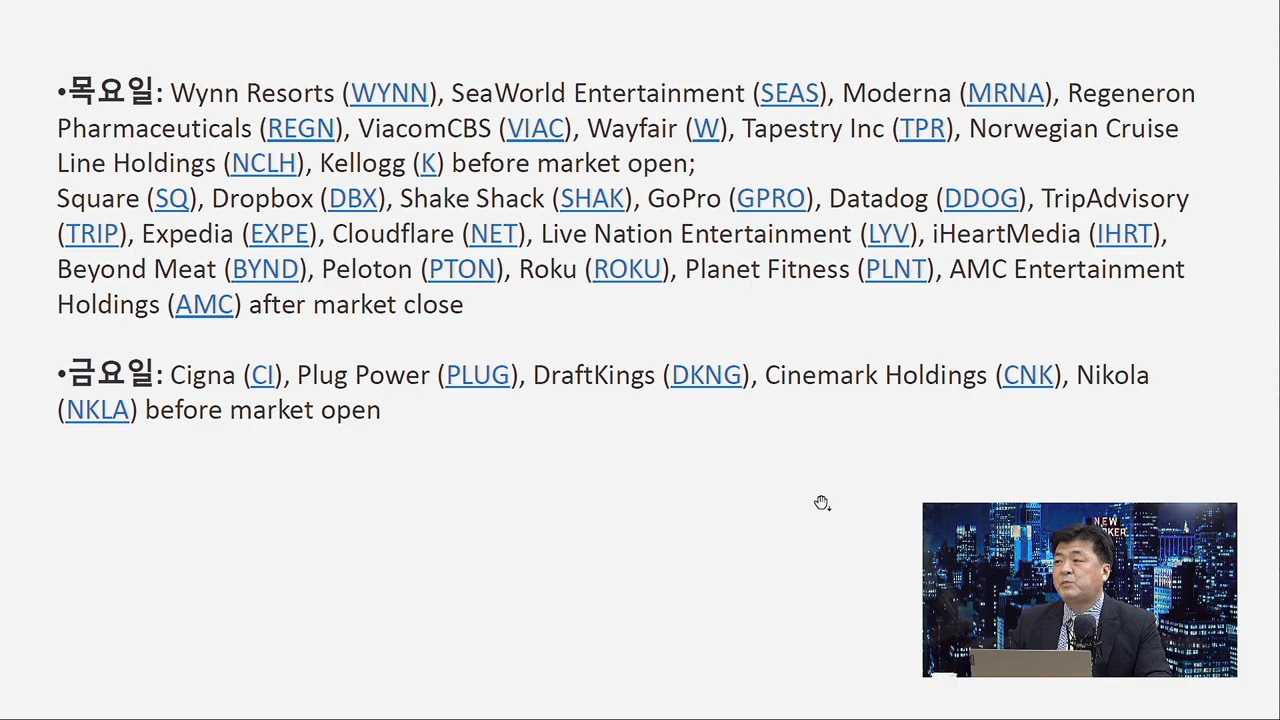 •목요일: Wynn Resorts (WYNN), SeaWorld Entertainment (SEAS), Moderna (MRNA), Regeneron
Pharmaceuticals (REGN), ViacomCBS (VIAC), Wayfair (W), Tapestry Inc (TPR), Norwegian Cruise
Line Holdings (NCLH), Kellogg (K) before market open;
Square (SQ), Dropbox (DBX), Shake Shack (SHAK), GoPro (GPRO), Datadog (DDOG), TripAdvisory
(TRIP), Expedia (EXPE), Cloudflare (NET), Live Nation Entertainment (LYV), iHeartMedia (IHRT),
Beyond Meat (BYND), Peloton (PTON), Roku (ROKU), Planet Fitness (PLNT), AMC Entertainment
Holdings (AMC) after market close
•금요일: Cigna (CI), Plug Power (PLUG), DraftKings (DKNG), Cinemark Holdings (CNK), Nikola
(NKLA) before market open
NEW